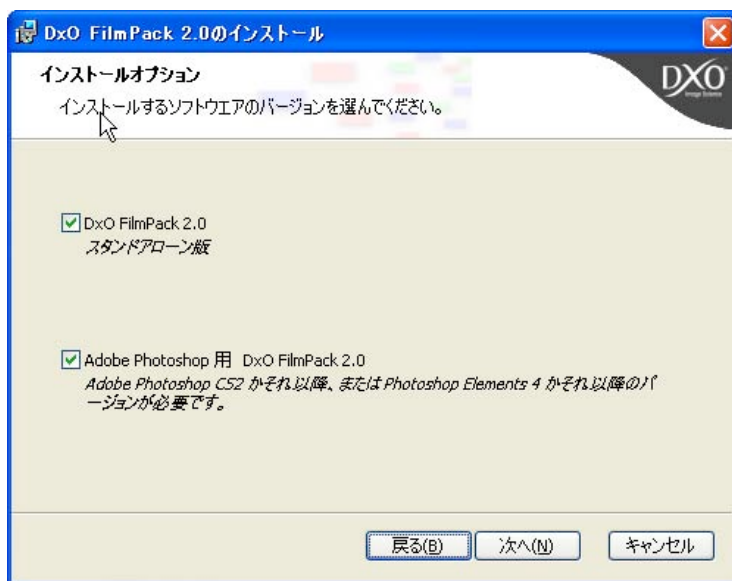 DxO FilmPack 2.0のインストール
インストールオプション
インストールするソフトウエアのバージョンを選んでください。
DXO
DxO FilmPack 2.0
スタンドアローン版
Adobe Photoshop 用 DxO FilmPack 2.0
Adobe Photoshop CS2 かそれ以降、または Photoshop Elements 4 かそれ以降のバ
ージョンが必要です。
戻る(B)
次へ(N)
キャンセル